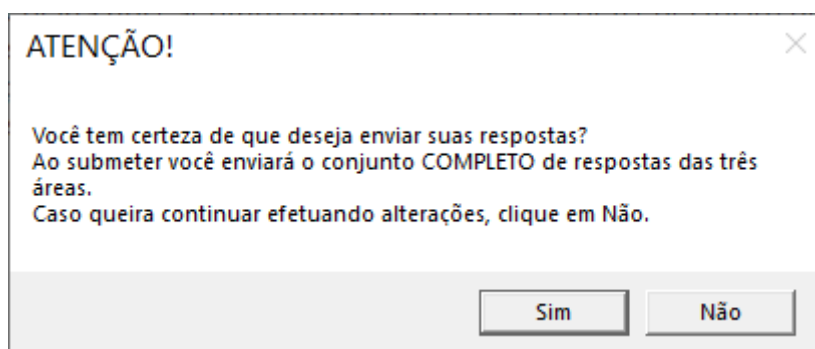 ATENÇÃO!
Você tem certeza de que deseja enviar suas respostas?
Ao submeter você enviará o conjunto COMPLETO de respostas das três
áreas.
Caso queira continuar efetuando alterações, clique em Não.
Sim Não